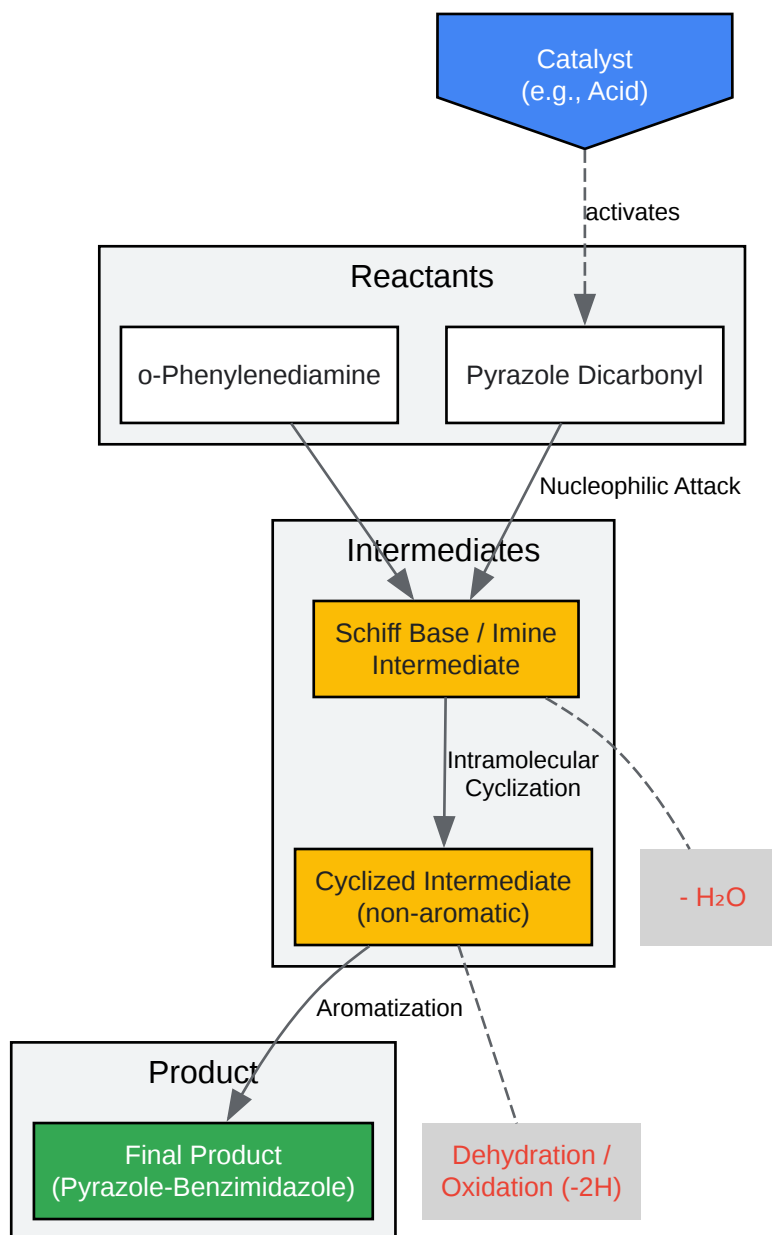 Catalyst
(e.g., Acid)
activates
Reactants
o-Phenylenediamine
Pyrazole Dicarbonyl
Nucleophilic Attack
Intermediates
Schiff Base / Imine
Intermediate
Intramolecular
Cyclization
Cyclized Intermediate
(non-aromatic)
- H₂O
Aromatization
Product
Final Product
(Pyrazole-Benzimidazole)
Dehydration /
Oxidation (-2H)